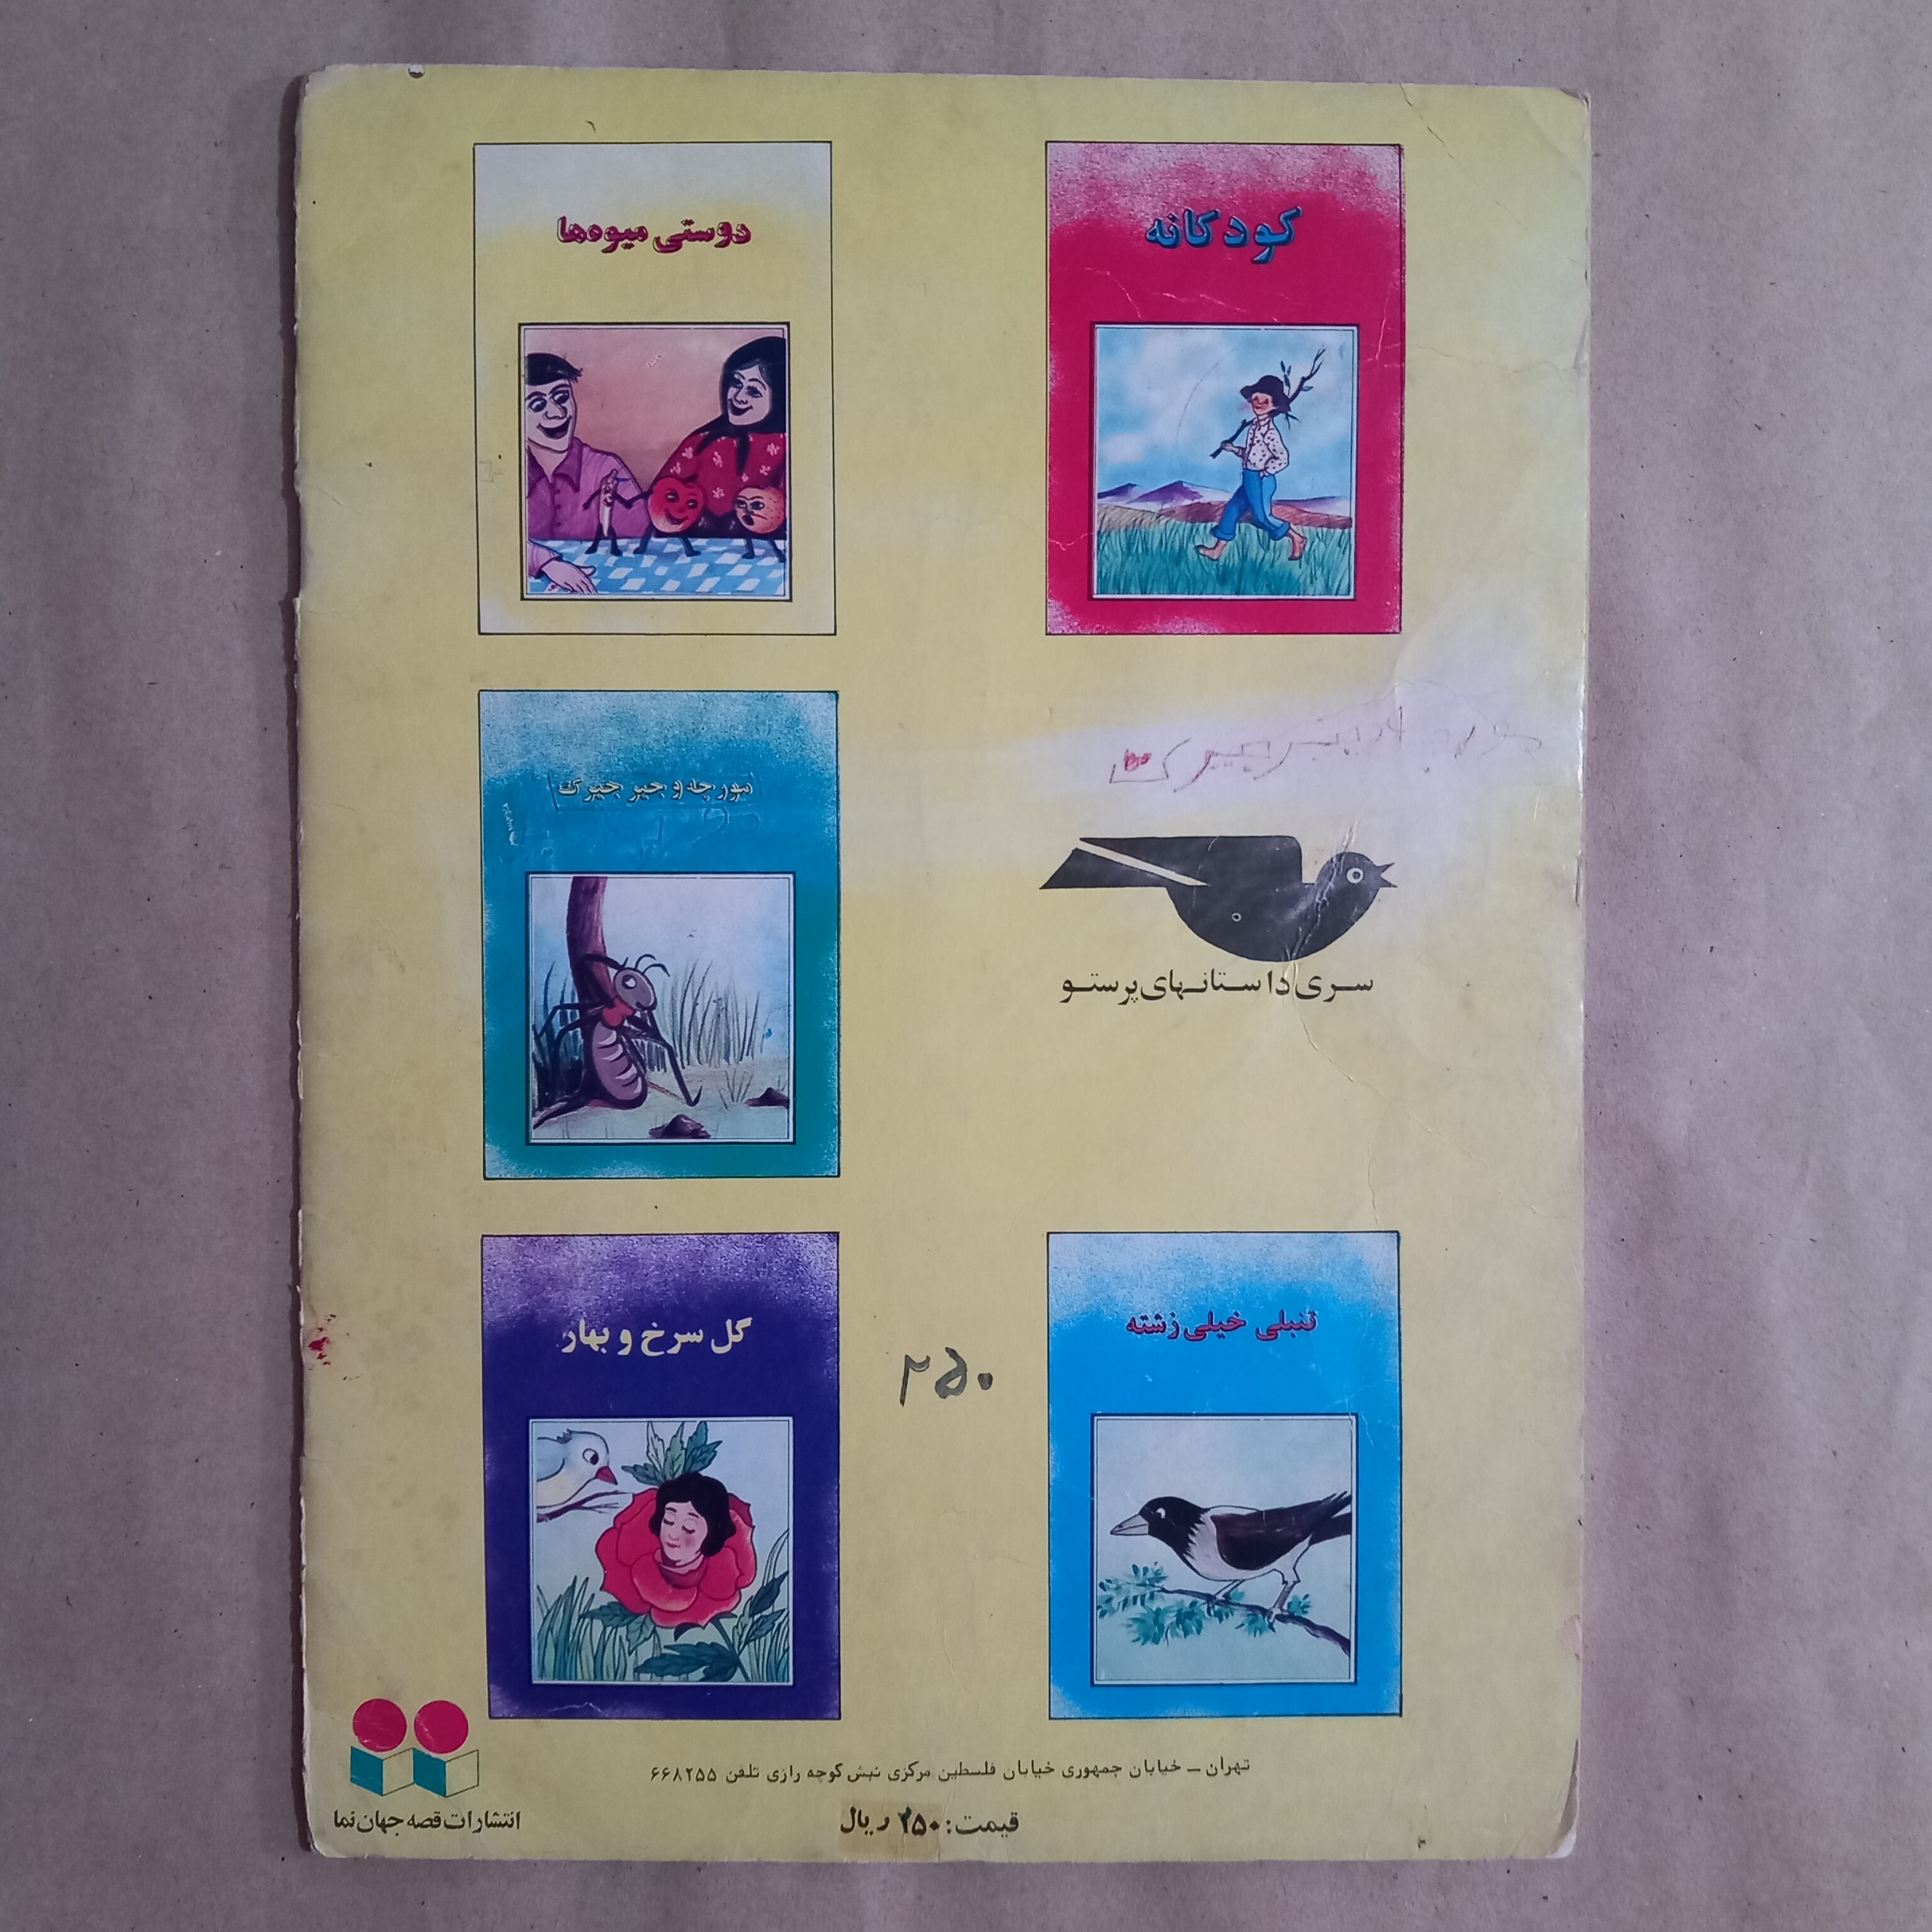 کودکانه
دوستی میوه‌ها
مورچه و جیرجیرک
سری داستانهای پرستو
تنبلی خیلی زشته
گل سرخ و بهار
۲۵۰
تهران – خیابان جمهوری خیابان فلسطین مرکزی نبش کوچه رازی تلفن ۶۶۸۲۵۵
قیمت: ۲۵۰ ریال
انتشارات قصه جهان نما